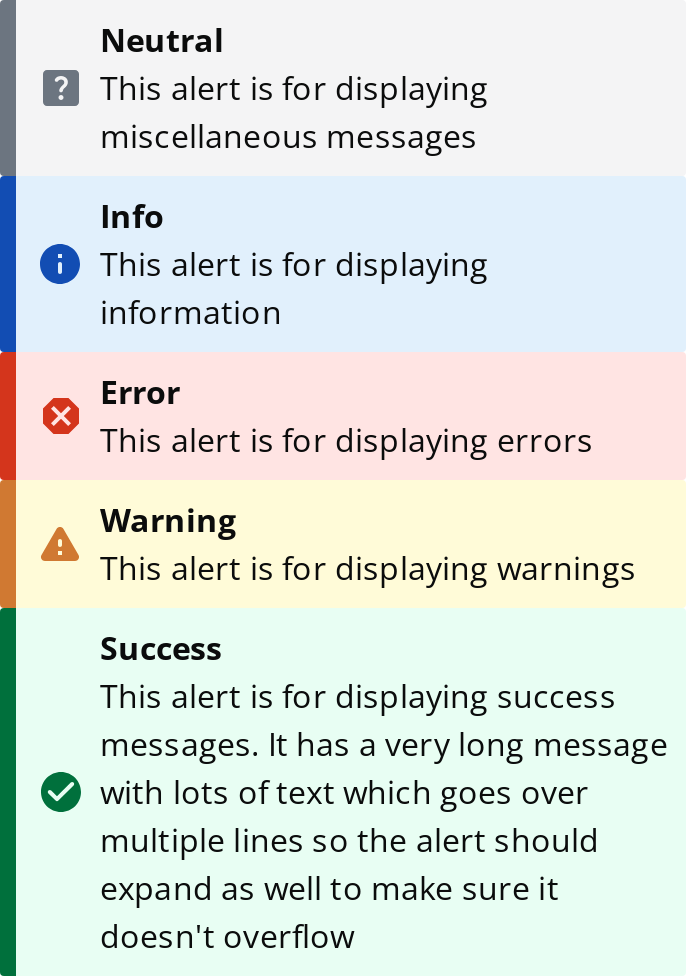 Neutral
This alert is for displaying
miscellaneous messages
Info
This alert is for displaying
information
Error
This alert is for displaying errors
Warning
This alert is for displaying warnings
Success
This alert is for displaying success
messages. It has a very long message
with lots of text which goes over
multiple lines so the alert should
expand as well to make sure it
doesn't overflow